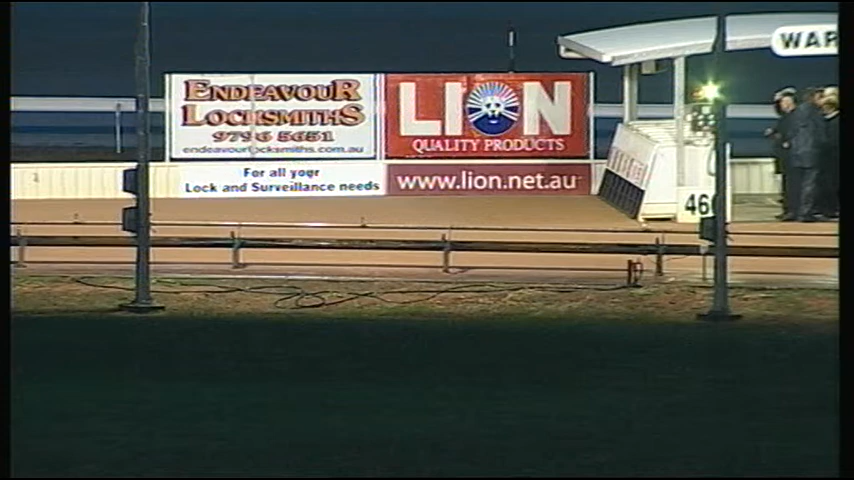 WAR
ENDEAVOUR
LOCKSMITHS
9796 5651
endeavourlocksmiths.com.au
For all your
Lock and Surveillance needs
LION
QUALITY PRODUCTS
www.lion.net.au
460